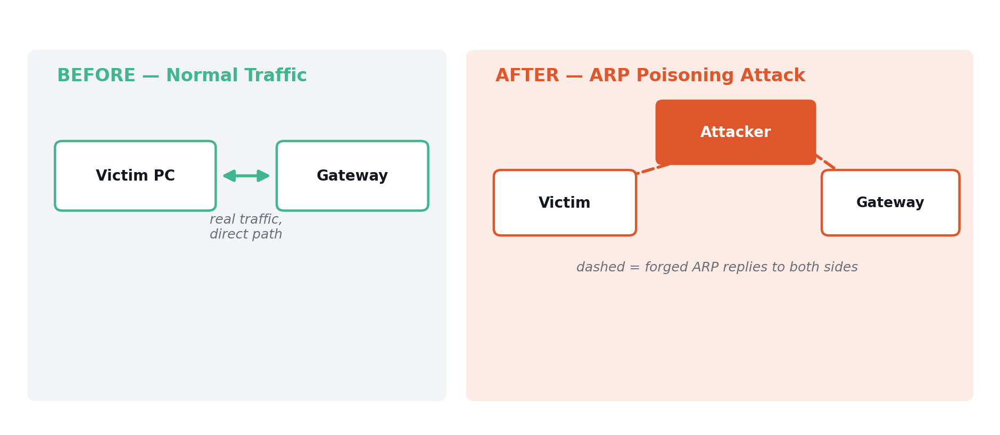 BEFORE — Normal Traffic
Victim PC
Gateway
real traffic,
direct path
AFTER — ARP Poisoning Attack
Attacker
Victim
Gateway
dashed = forged ARP replies to both sides